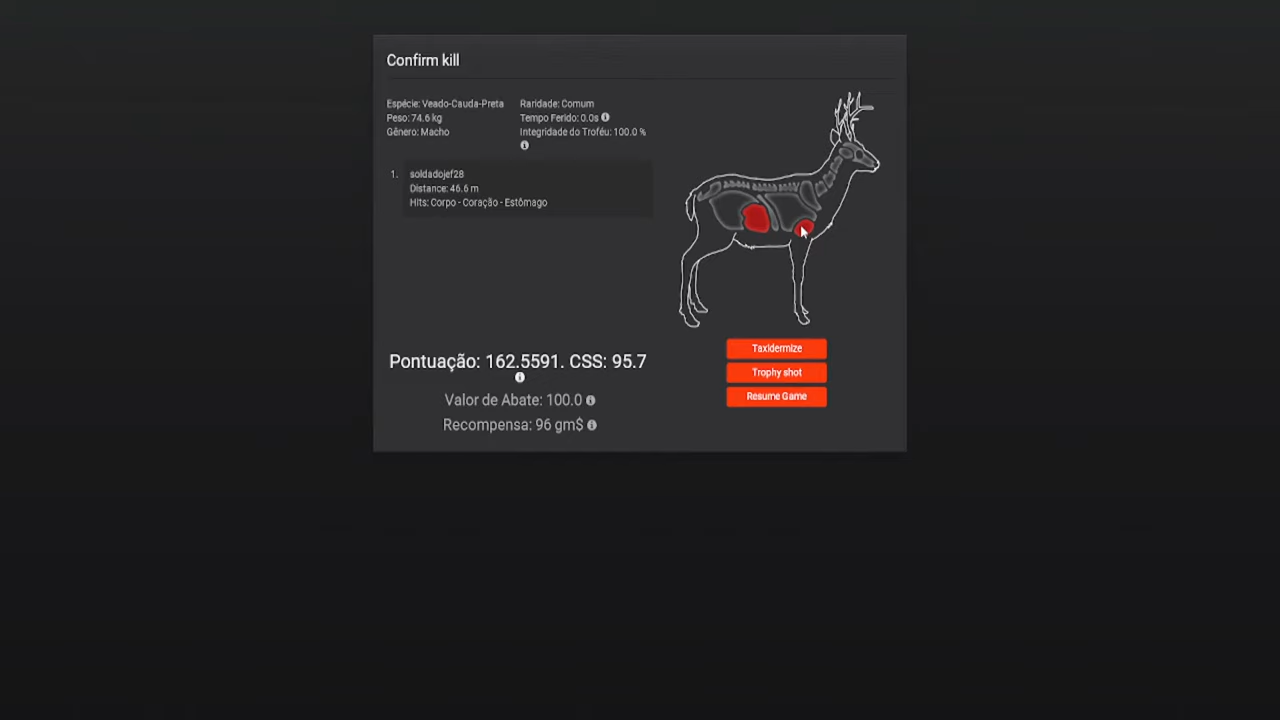 Confirm kill
Espécie: Veado-Cauda-Preta
Peso: 74.6 kg
Gênero: Macho
Raridade: Comum
Tempo Ferido: 0.0s
Integridade do Troféu: 100.0 %
1. soldadojef28
Distance: 46.6 m
Hits: Corpo - Coração - Estômago
Pontuação: 162.5591. CSS: 95.7
Valor de Abate: 100.0
Recompensa: 96 gm$
Taxidermize
Trophy shot
Resume Game